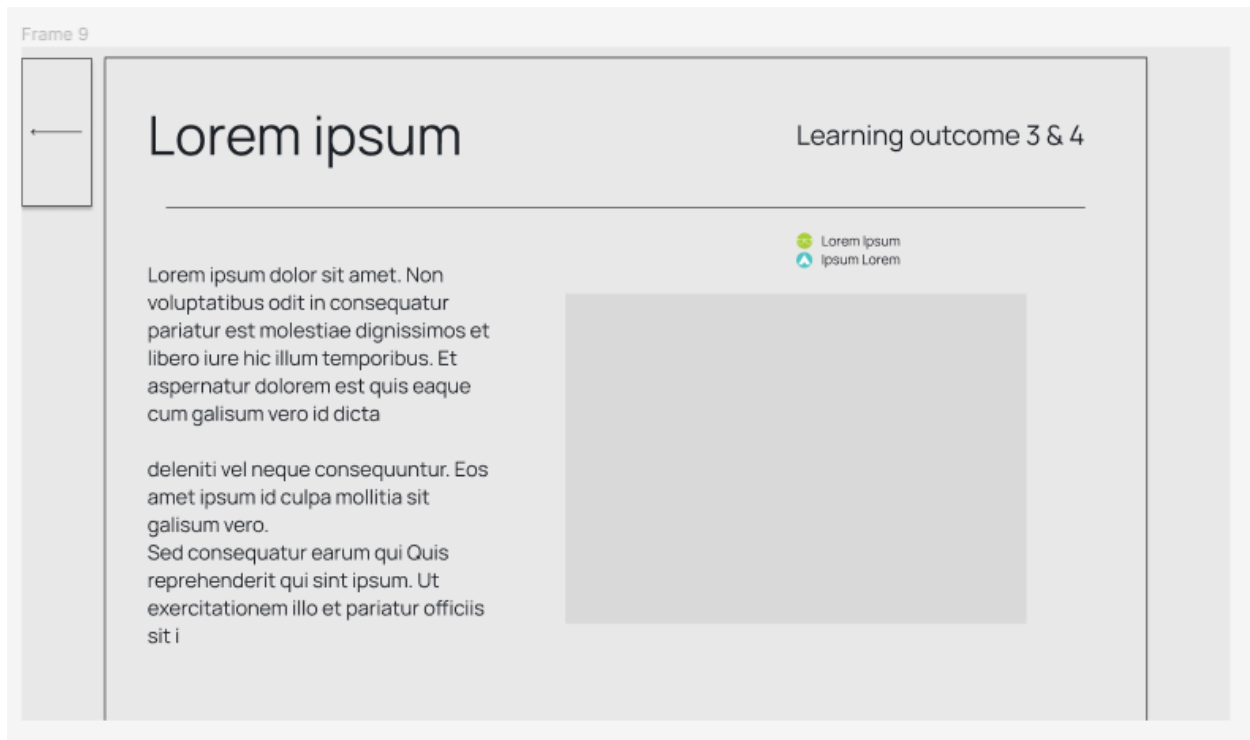 Frame 9
Lorem ipsum
Learning outcome 3 & 4
Lorem Ipsum
Ipsum Lorem
Lorem ipsum dolor sit amet. Non
voluptatibus odit in consequatur
pariatur est molestiae dignissimos et
libero iure hic illum temporibus. Et
aspernatur dolorem est quis eaque
cum galisum vero id dicta
deleniti vel neque consequuntur. Eos
amet ipsum id culpa mollitia sit
galisum vero.
Sed consequatur earum qui Quis
reprehenderit qui sint ipsum. Ut
exercitationem illo et pariatur officiis
sit i